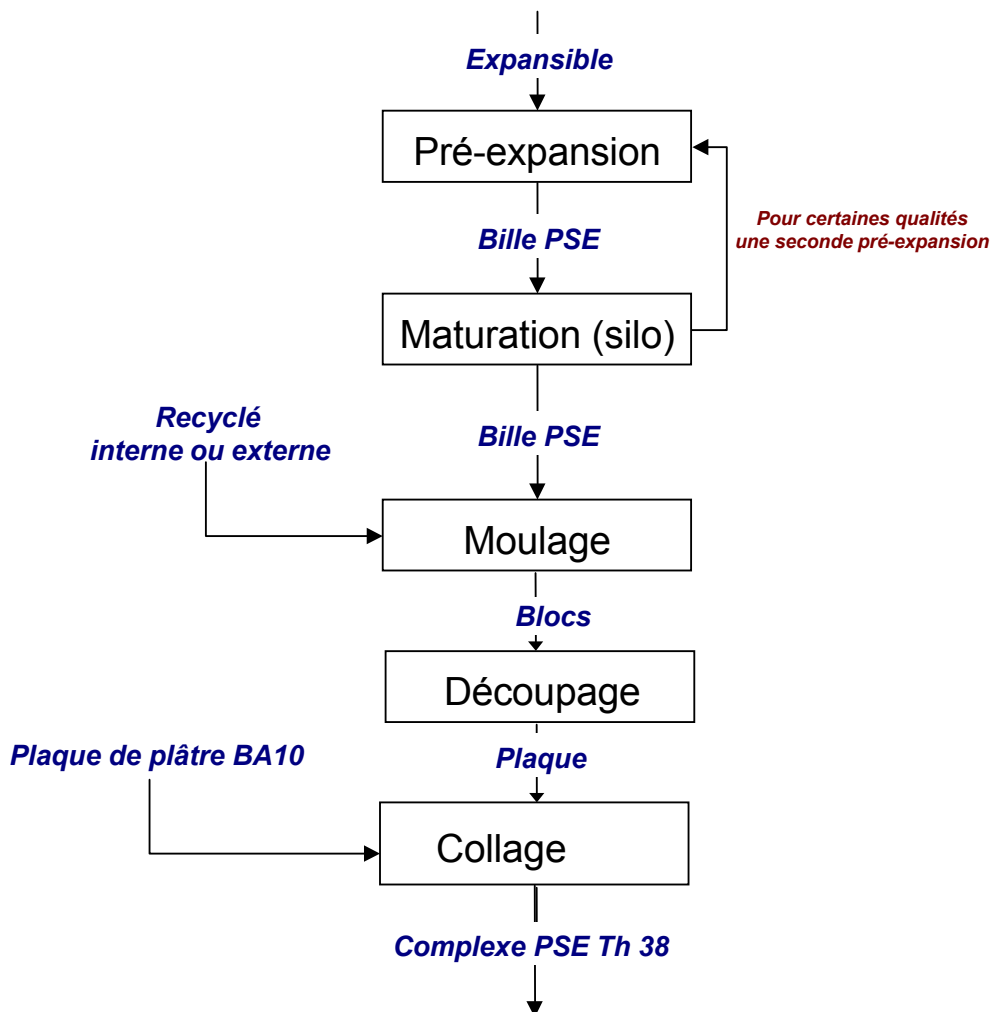 Expansible
Pré-expansion
Pour certaines qualités
une seconde pré-expansion
Bille PSE
Maturation (silo)
Recyclé
interne ou externe
Bille PSE
Moulage
Blocs
Découpage
Plaque de plâtre BA10
Plaque
Collage
Complexe PSE Th 38